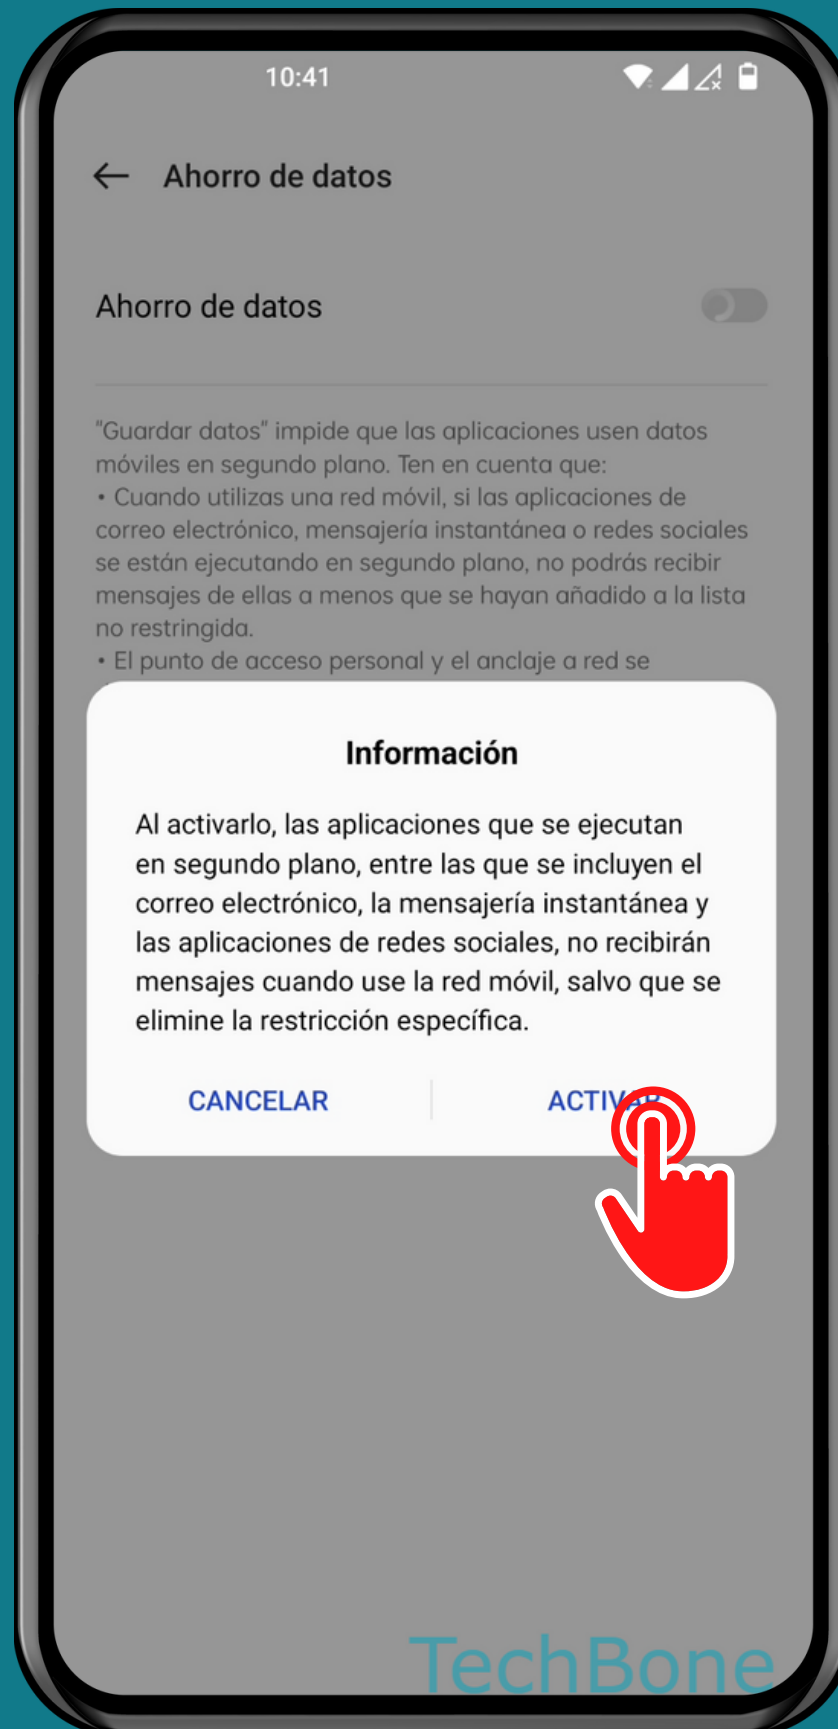 10:41
Ahorro de datos
Ahorro de datos
"Guardar datos" impide que las aplicaciones usen datos
móviles en segundo plano. Ten en cuenta que:
• Cuando utilizas una red móvil, si las aplicaciones de
correo electrónico, mensajería instantánea o redes sociales
se están ejecutando en segundo plano, no podrás recibir
mensajes de ellas a menos que se hayan añadido a la lista
no restringida.
• El punto de acceso personal y el anclaje a red se
Información
Al activarlo, las aplicaciones que se ejecutan
en segundo plano, entre las que se incluyen el
correo electrónico, la mensajería instantánea y
las aplicaciones de redes sociales, no recibirán
mensajes cuando use la red móvil, salvo que se
elimine la restricción específica.
CANCELAR
ACTIVAR
TechBone